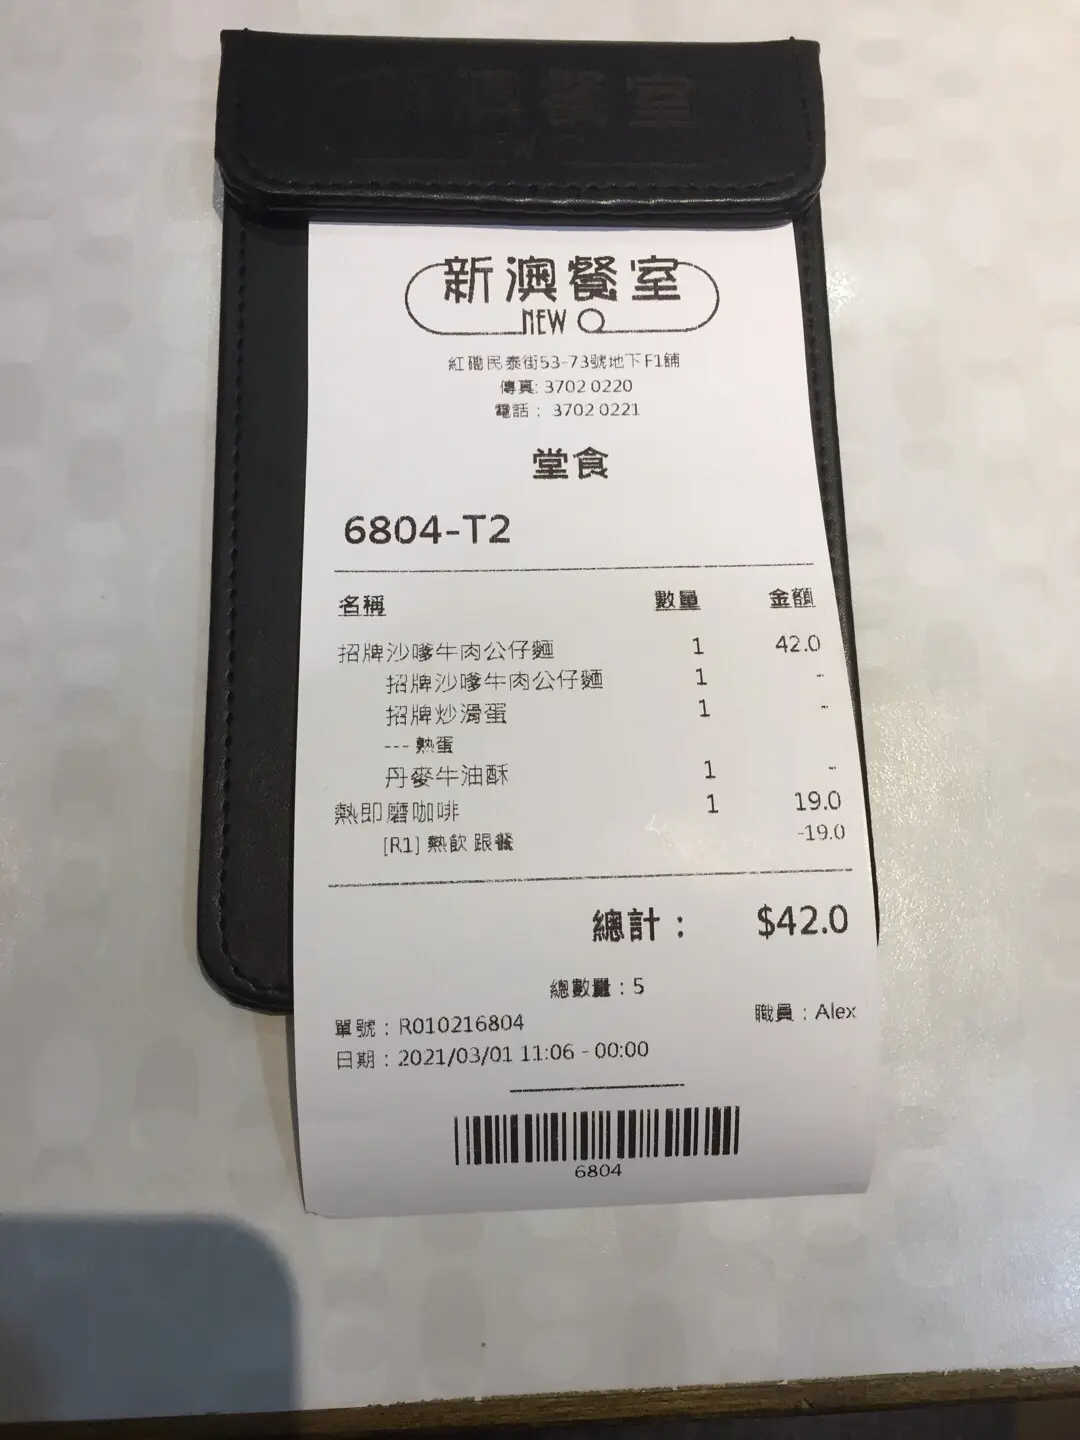 新澳餐室
新澳餐室
NEW Q
紅磡民泰街53-73號地下F1舖
傳真: 3702 0220
電話： 3702 0221
堂食
6804-T2
名稱 數量 金額
招牌沙嗲牛肉公仔麵 1 42.0
招牌沙嗲牛肉公仔麵 1 -
招牌炒滑蛋 1 -
--- 熟蛋
丹麥牛油酥 1 -
熱即磨咖啡 1 19.0
[R1] 熱飲 跟餐 -19.0
總計： $42.0
總數量：5
單號：R010216804 職員：Alex
日期：2021/03/01 11:06 - 00:00
6804